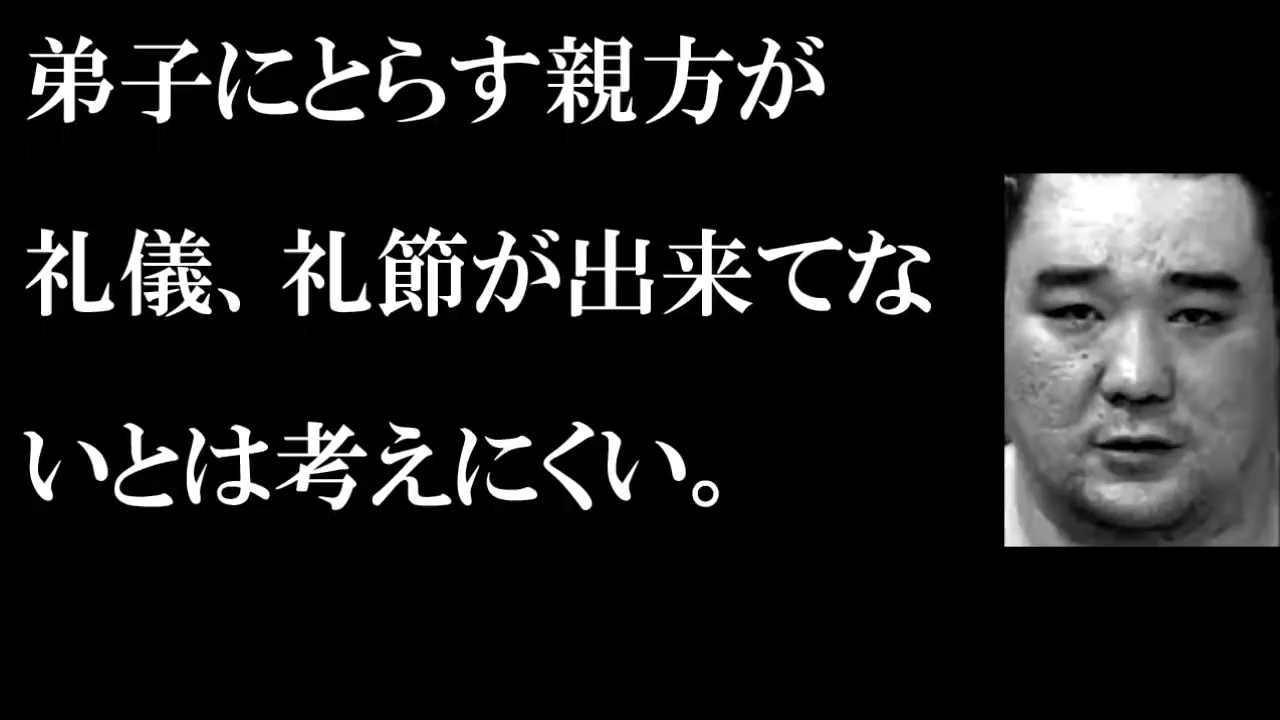 弟子にとらす親方が
礼儀、礼節が出来てな
いとは考えにくい。